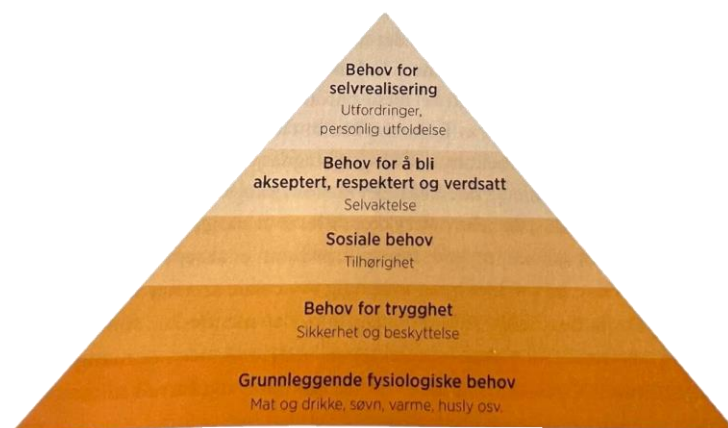 Behov for
selvrealisering
Utfordringer,
personlig utfoldelse
Behov for å bli
akseptert, respektert og verdsatt
Selvaktelse
Sosiale behov
Tilhørighet
Behov for trygghet
Sikkerhet og beskyttelse
Grunnleggende fysiologiske behov
Mat og drikke, søvn, varme, husly osv.